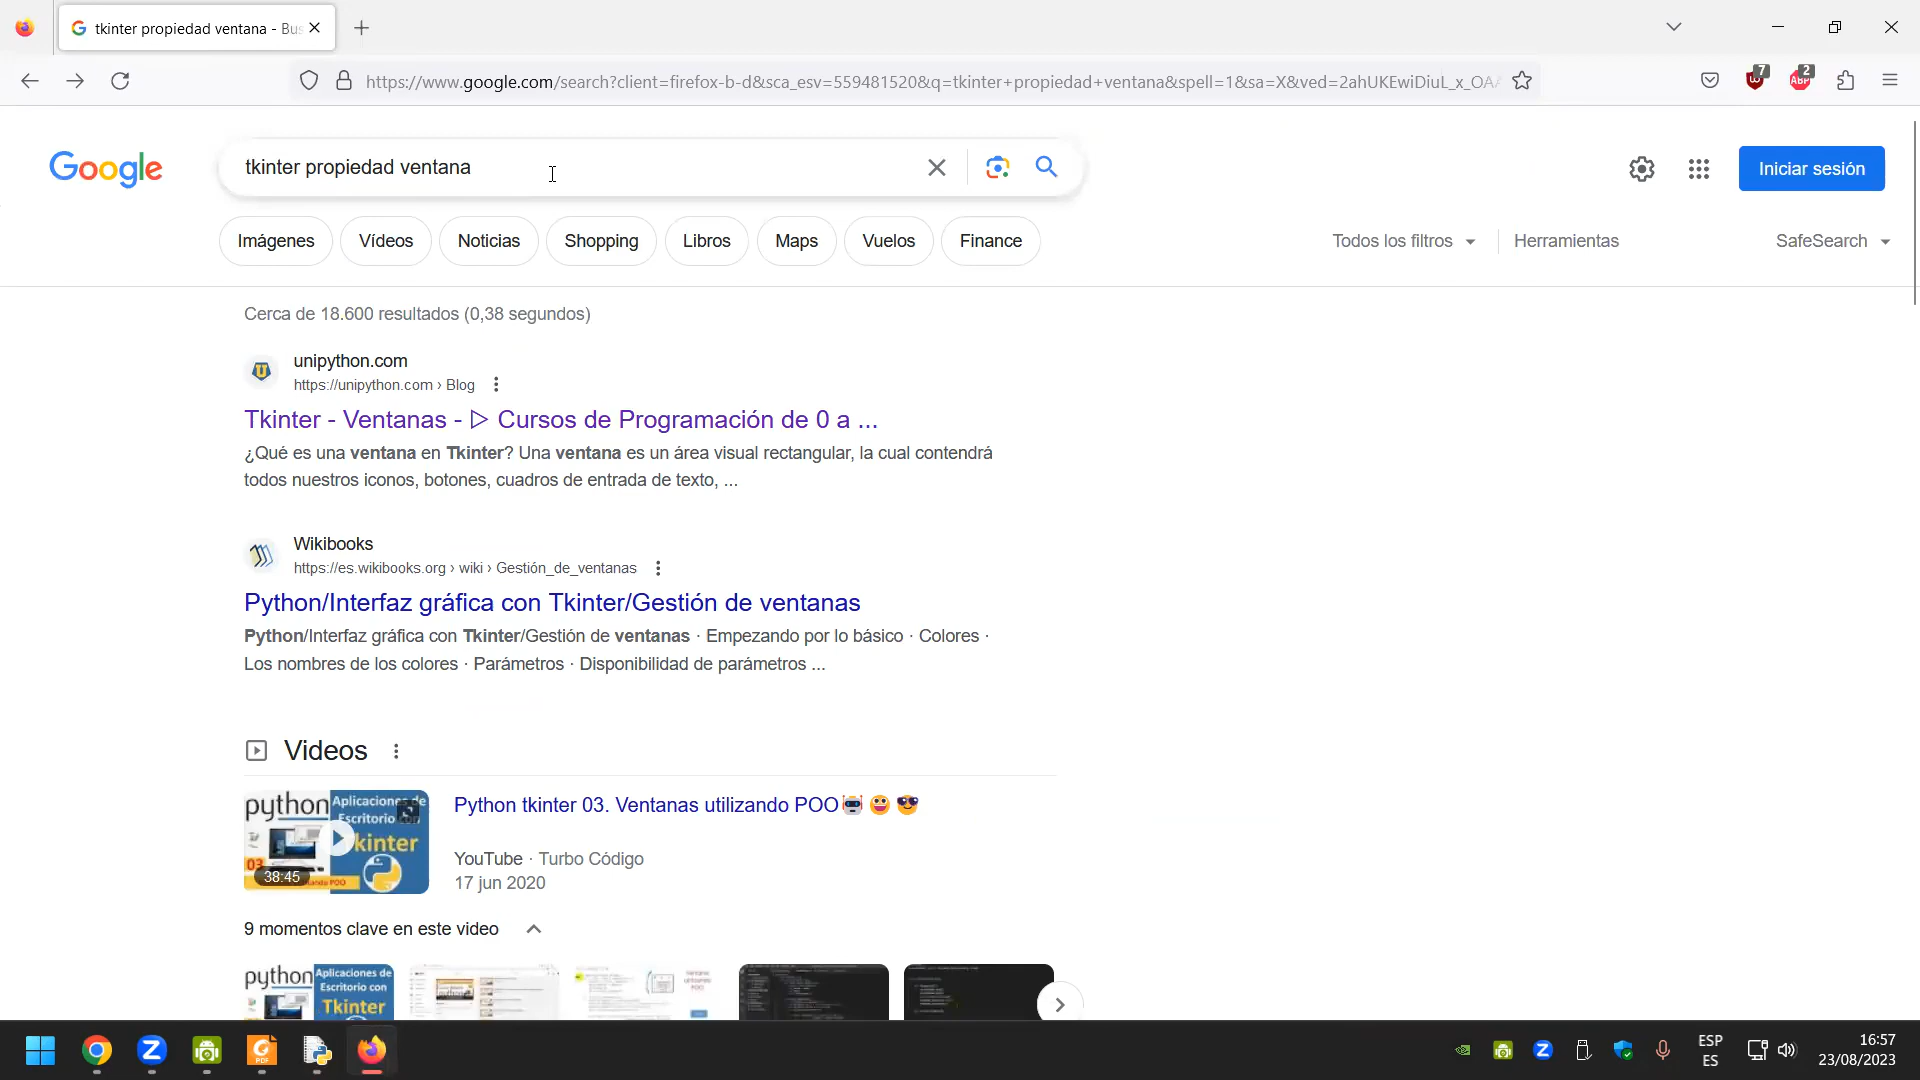 tkinter propiedad ventana - Bus
https://www.google.com/search?client=firefox-b-d&sca_esv=559481520&q=tkinter+propiedad+ventana&spell=1&sa=X&ved=2ahUKEwiDiuL_x_OAA
7
2
ABP
Google
tkinter propiedad ventana
Iniciar sesión
Imágenes
Vídeos
Noticias
Shopping
Libros
Maps
Vuelos
Finance
Todos los filtros
Herramientas
SafeSearch
Cerca de 18.600 resultados (0,38 segundos)
unipython.com
https://unipython.com › Blog
Tkinter - Ventanas - ▷ Cursos de Programación de 0 a ...
¿Qué es una ventana en Tkinter? Una ventana es un área visual rectangular, la cual contendrá
todos nuestros iconos, botones, cuadros de entrada de texto, ...
Wikibooks
https://es.wikibooks.org › wiki › Gestión_de_ventanas
Python/Interfaz gráfica con Tkinter/Gestión de ventanas
Python/Interfaz gráfica con Tkinter/Gestión de ventanas · Empezando por lo básico · Colores ·
Los nombres de los colores · Parámetros · Disponibilidad de parámetros ...
Videos
python
Aplicaciones de
Escritorio con
kinter
03
38:45
Python tkinter 03. Ventanas utilizando POO🤖 😀 😎
YouTube · Turbo Código
17 jun 2020
9 momentos clave en este video
python
Aplicaciones de
Escritorio con
Tkinter
PDF
ESP
ES
16:57
23/08/2023